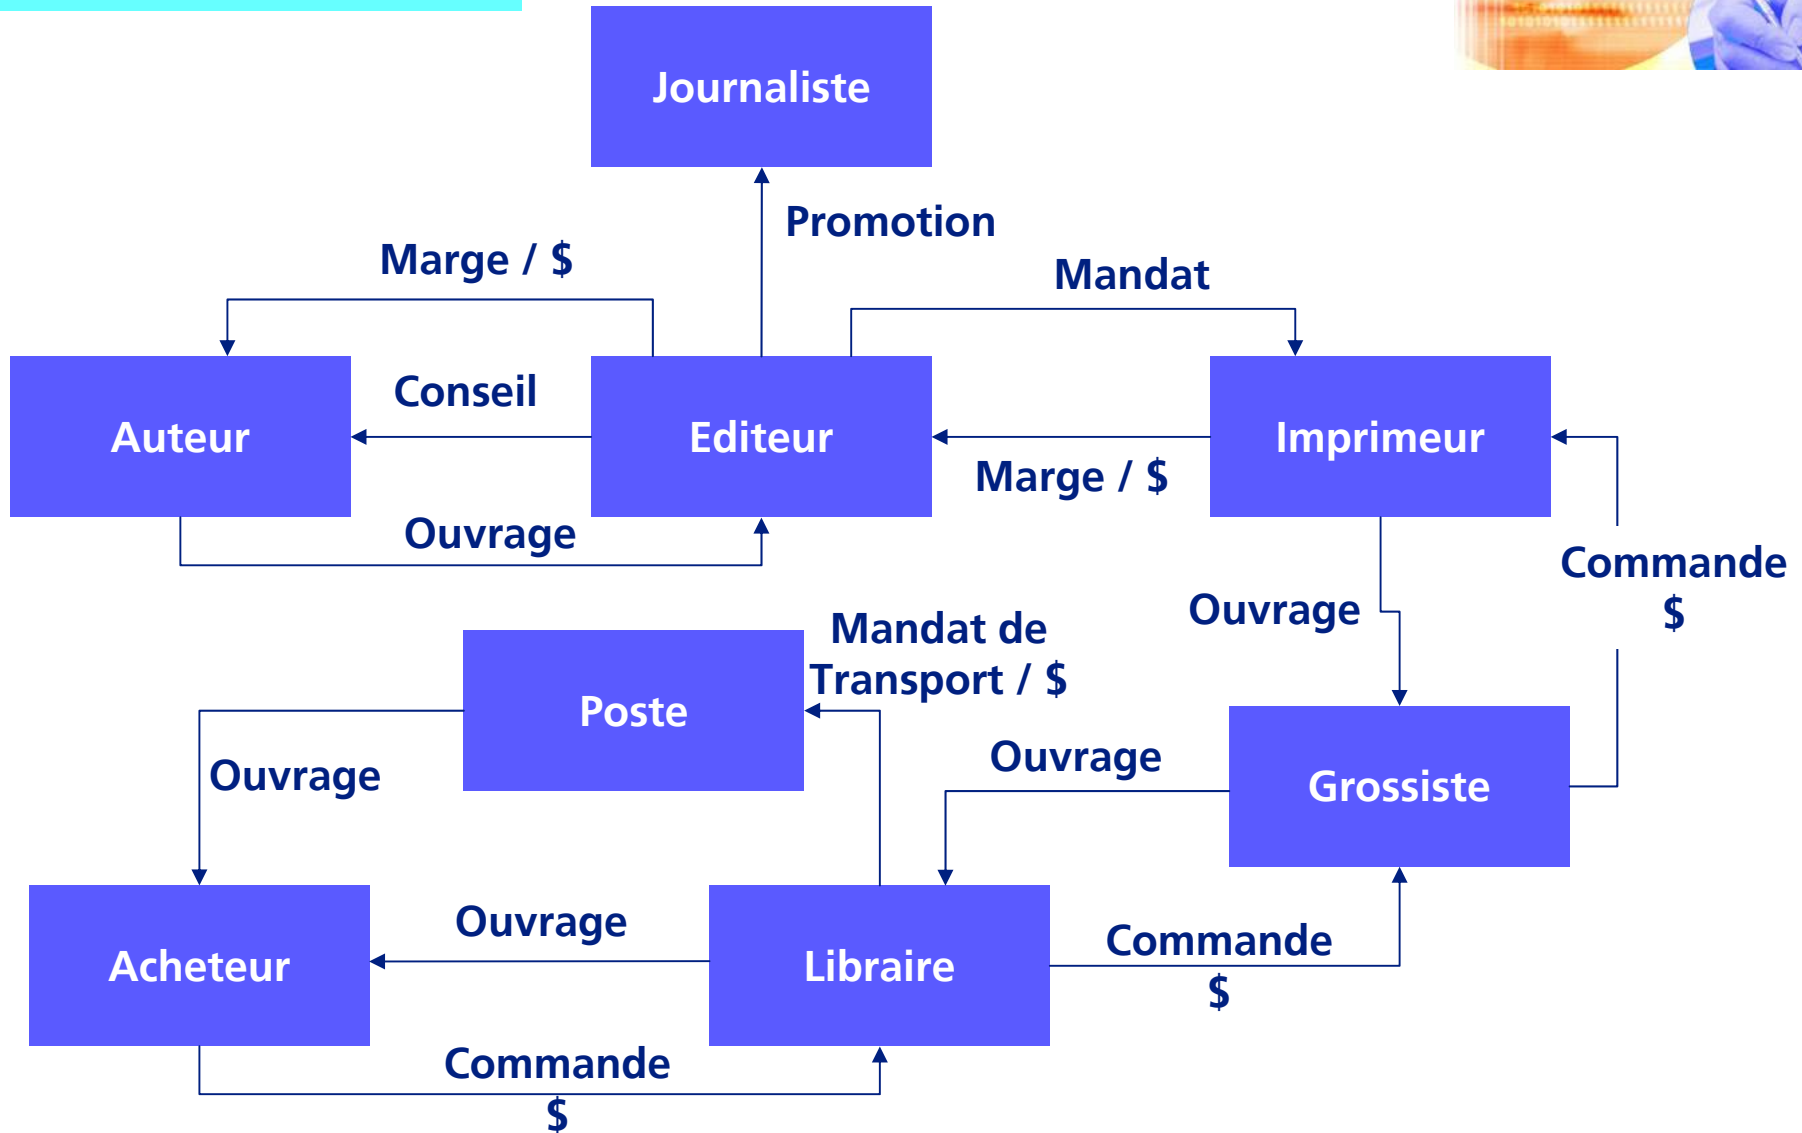 Journaliste
Promotion
Marge / $
Mandat
Conseil
Auteur
Editeur
Imprimeur
Marge / $
Ouvrage
Commande
$
Ouvrage
Mandat de
Transport / $
Poste
Ouvrage
Ouvrage
Grossiste
Ouvrage
Commande
$
Acheteur
Libraire
Commande
$